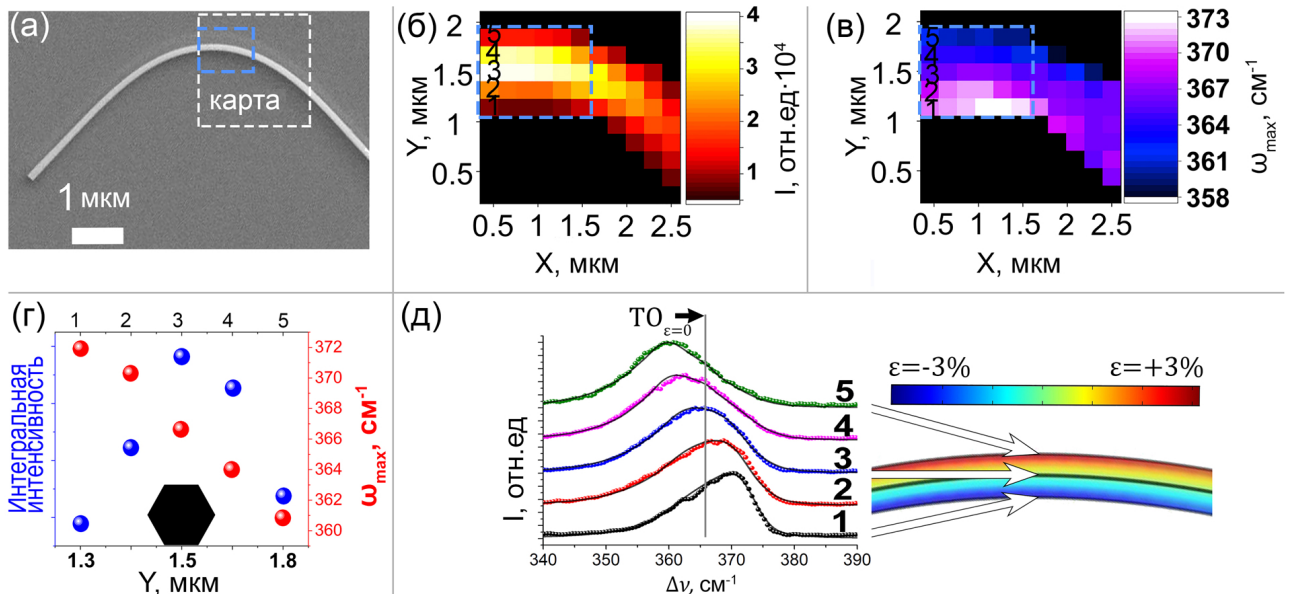 (а)
карта
1 мкм
(б)
Y, мкм
2
1.5
1
0.5
5
4
3
2
1
0.5 1 1.5 2 2.5
X, мкм
4
3
2
1
I, отн.ед·10⁴
(в)
Y, мкм
2
1.5
1
0.5
5
4
3
2
1
0.5 1 1.5 2 2.5
X, мкм
373
370
367
364
361
358
ω_max, см⁻¹
(г)
1 2 3 4 5
Интегральная
интенсивность
372
370
368
366
364
362
360
ω_max, см⁻¹
1.3 1.5 1.8
Y, мкм
(д)
TO_ε=0
I, отн.ед
5
4
3
2
1
340 350 360 370 380 390
Δν, см⁻¹
ε=-3% ε=+3%